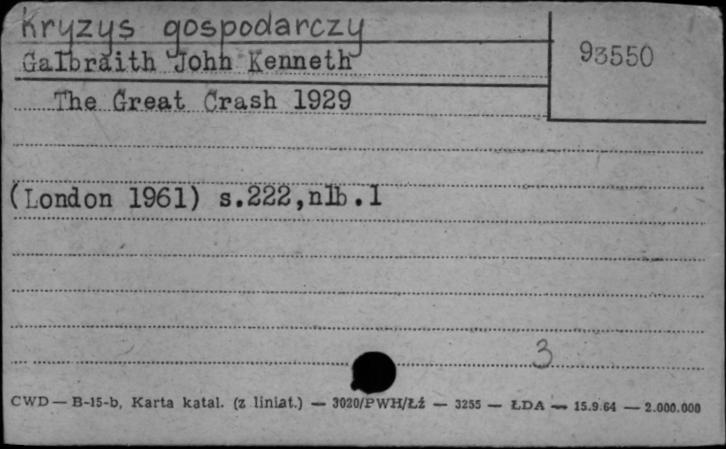 Kryzys gospodarczy
93550
Galbraith John Kenneth
The Great Crash 1929
(London 1961) s.222,nlb.1
3
CWD — B-15-b, Karta katal. (z liniat.) — 3020/PWH/Łż — 3255 — ŁDA — 15.9.64 — 2.000.000